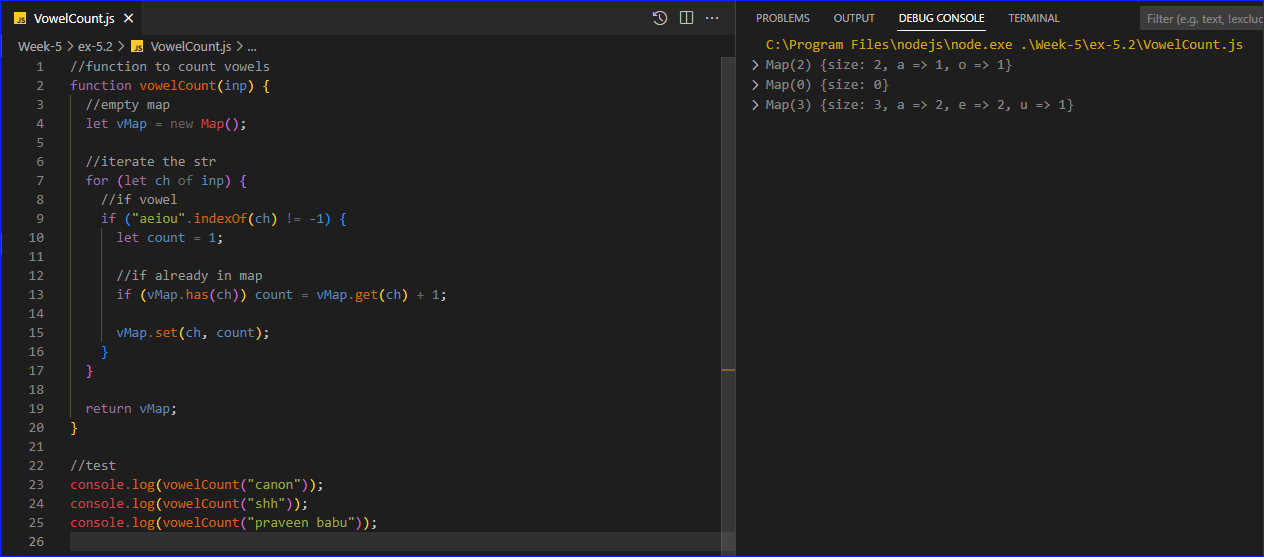 VowelCount.js
Week-5 > ex-5.2 > JS VowelCount.js > ...
1 //function to count vowels
2 function vowelCount(inp) {
3 //empty map
4 let vMap = new Map();
5
6 //iterate the str
7 for (let ch of inp) {
8 //if vowel
9 if ("aeiou".indexOf(ch) != -1) {
10 let count = 1;
11
12 //if already in map
13 if (vMap.has(ch)) count = vMap.get(ch) + 1;
14
15 vMap.set(ch, count);
16 }
17 }
18
19 return vMap;
20 }
21
22 //test
23 console.log(vowelCount("canon"));
24 console.log(vowelCount("shh"));
25 console.log(vowelCount("praveen babu"));
26
PROBLEMS OUTPUT DEBUG CONSOLE TERMINAL Filter (e.g. text, !exclud
C:\Program Files\nodejs\node.exe .\Week-5\ex-5.2\VowelCount.js
> Map(2) {size: 2, a => 1, o => 1}
> Map(0) {size: 0}
> Map(3) {size: 3, a => 2, e => 2, u => 1}